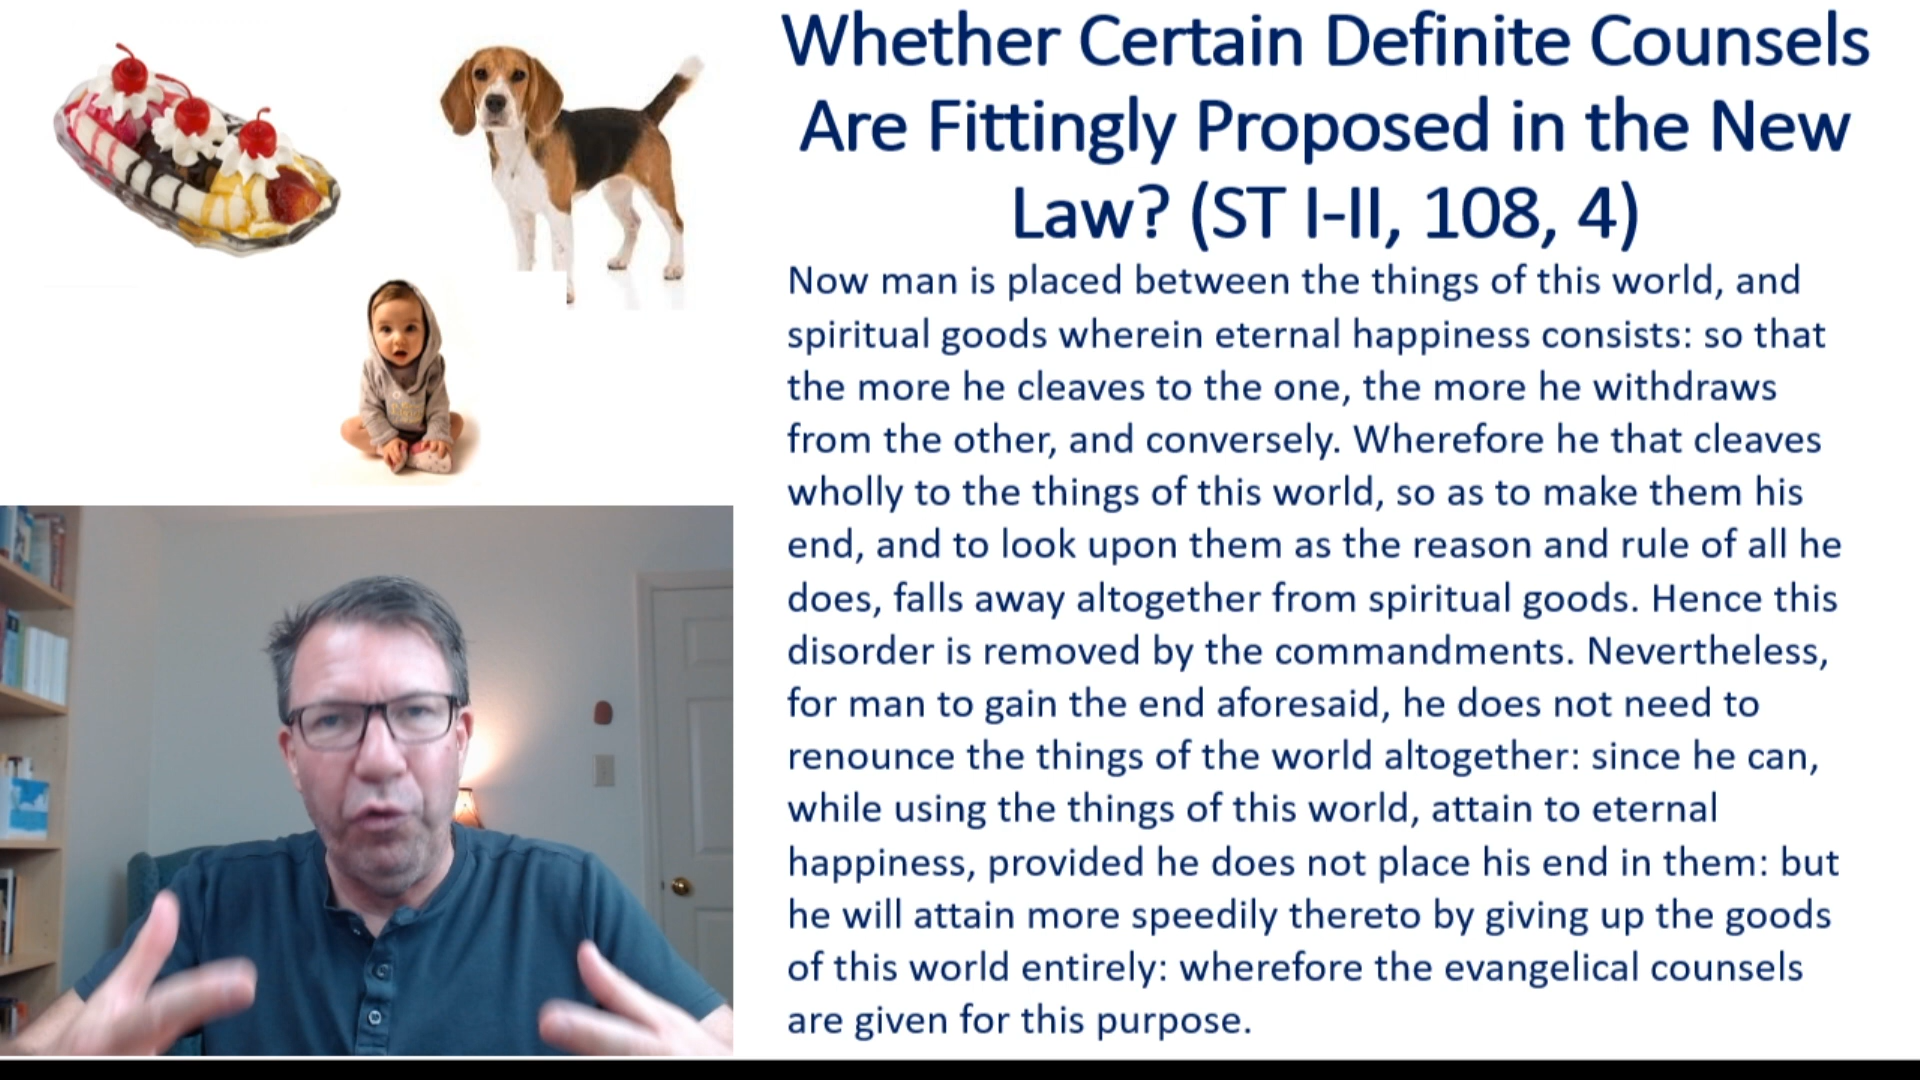 Whether Certain Definite Counsels
Are Fittingly Proposed in the New
Law? (ST I-II, 108, 4)
Now man is placed between the things of this world, and
spiritual goods wherein eternal happiness consists: so that
the more he cleaves to the one, the more he withdraws
from the other, and conversely. Wherefore he that cleaves
wholly to the things of this world, so as to make them his
end, and to look upon them as the reason and rule of all he
does, falls away altogether from spiritual goods. Hence this
disorder is removed by the commandments. Nevertheless,
for man to gain the end aforesaid, he does not need to
renounce the things of the world altogether: since he can,
while using the things of this world, attain to eternal
happiness, provided he does not place his end in them: but
he will attain more speedily thereto by giving up the goods
of this world entirely: wherefore the evangelical counsels
are given for this purpose.